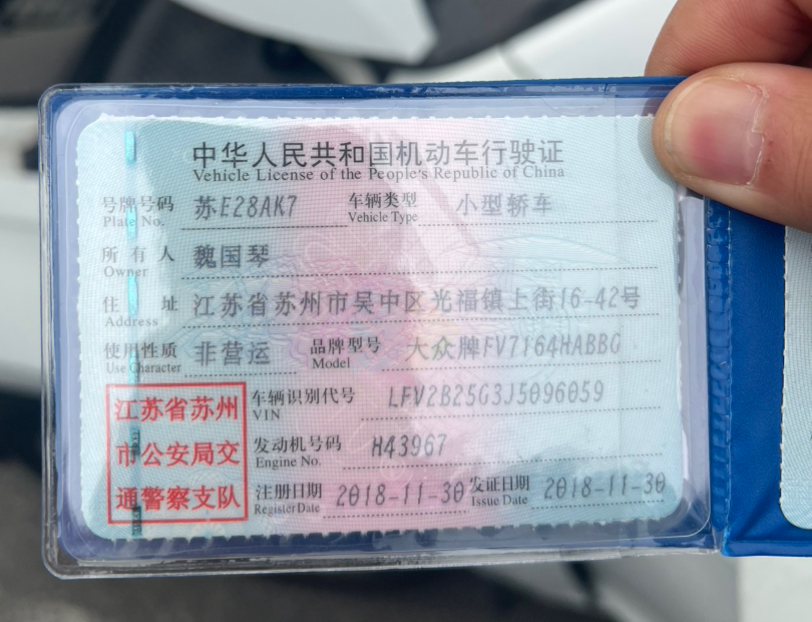 中华人民共和国机动车行驶证
Vehicle License of the People's Republic of China
号牌号码 苏E28AK7 车辆类型 小型轿车
Plate No. Vehicle Type
所有人 魏国琴
Owner
住址 江苏省苏州市吴中区光福镇上街16-42号
Address
使用性质 非营运 品牌型号 大众牌FV7164HABBG
Use Character Model
江苏省苏州
市公安局交
通警察支队
车辆识别代号 LFV2B25G3J5096059
VIN
发动机号码 H43967
Engine No.
注册日期 2018-11-30 发证日期 2018-11-30
Register Date Issue Date